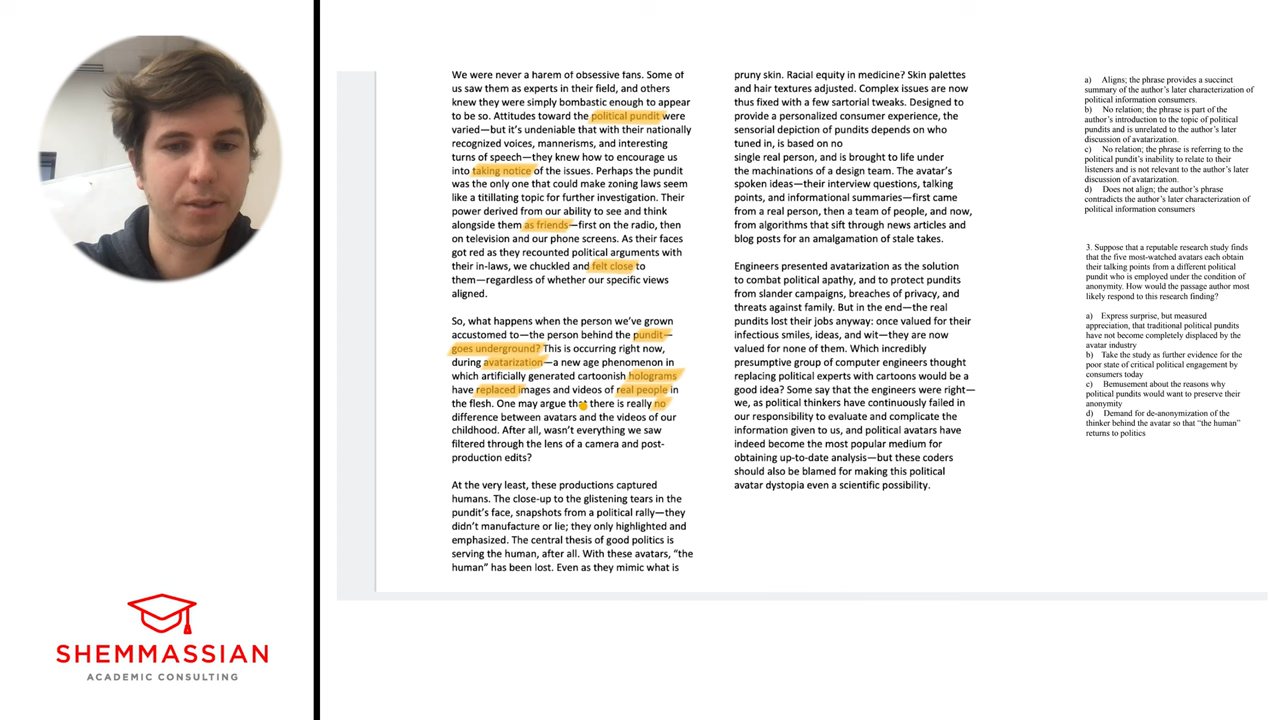 We were never a harem of obsessive fans. Some of
us saw them as experts in their field, and others
knew they were simply bombastic enough to appear
to be so. Attitudes toward the political pundit were
varied—but it's undeniable that with their nationally
recognized voices, mannerisms, and interesting
turns of speech—they knew how to encourage us
into taking notice of the issues. Perhaps the pundit
was the only one that could make zoning laws seem
like a titillating topic for further investigation. Their
power derived from our ability to see and think
alongside them as friends—first on the radio, then
on television and our phone screens. As their faces
got red as they recounted political arguments with
their in-laws, we chuckled and felt close to
them—regardless of whether our specific views
aligned.
So, what happens when the person we've grown
accustomed to—the person behind the pundit—
goes underground? This is occurring right now,
during avatarization—a new age phenomenon in
which artificially generated cartoonish holograms
have replaced images and videos of real people in
the flesh. One may argue that there is really no
difference between avatars and the videos of our
childhood. After all, wasn't everything we saw
filtered through the lens of a camera and post-
production edits?
At the very least, these productions captured
humans. The close-up to the glistening tears in the
pundit's face, snapshots from a political rally—they
didn't manufacture or lie; they only highlighted and
emphasized. The central thesis of good politics is
serving the human, after all. With these avatars, "the
human" has been lost. Even as they mimic what is
pruny skin. Racial equity in medicine? Skin palettes
and hair textures adjusted. Complex issues are now
thus fixed with a few sartorial tweaks. Designed to
provide a personalized consumer experience, the
sensorial depiction of pundits depends on who
tuned in, is based on no
single real person, and is brought to life under
the machinations of a design team. The avatar's
spoken ideas—their interview questions, talking
points, and informational summaries—first came
from a real person, then a team of people, and now,
from algorithms that sift through news articles and
blog posts for an amalgamation of stale takes.
Engineers presented avatarization as the solution
to combat political apathy, and to protect pundits
from slander campaigns, breaches of privacy, and
threats against family. But in the end—the real
pundits lost their jobs anyway: once valued for their
infectious smiles, ideas, and wit—they are now
valued for none of them. Which incredibly
presumptive group of computer engineers thought
replacing political experts with cartoons would be a
good idea? Some say that the engineers were right—
we, as political thinkers have continuously failed in
our responsibility to evaluate and complicate the
information given to us, and political avatars have
indeed become the most popular medium for
obtaining up-to-date analysis—but these coders
should also be blamed for making this political
avatar dystopia even a scientific possibility.
a) Aligns; the phrase provides a succinct
summary of the author's later characterization of
political information consumers.
b) No relation; the phrase is part of the
author's introduction to the topic of political
pundits and is unrelated to the author's later
discussion of avatarization.
c) No relation; the phrase is referring to the
political pundit's inability to relate to their
listeners and is not relevant to the author's later
discussion of avatarization.
d) Does not align; the author's phrase
contradicts the author's later characterization of
political information consumers
3. Suppose that a reputable research study finds
that the five most-watched avatars each obtain
their talking points from a different political
pundit who is employed under the condition of
anonymity. How would the passage author most
likely respond to this research finding?
a) Express surprise, but measured
appreciation, that traditional political pundits
have not become completely displaced by the
avatar industry
b) Take the study as further evidence for the
poor state of critical political engagement by
consumers today
c) Bemusement about the reasons why
political pundits would want to preserve their
anonymity
d) Demand for de-anonymization of the
thinker behind the avatar so that "the human"
returns to politics
SHEMMASSIAN
ACADEMIC CONSULTING